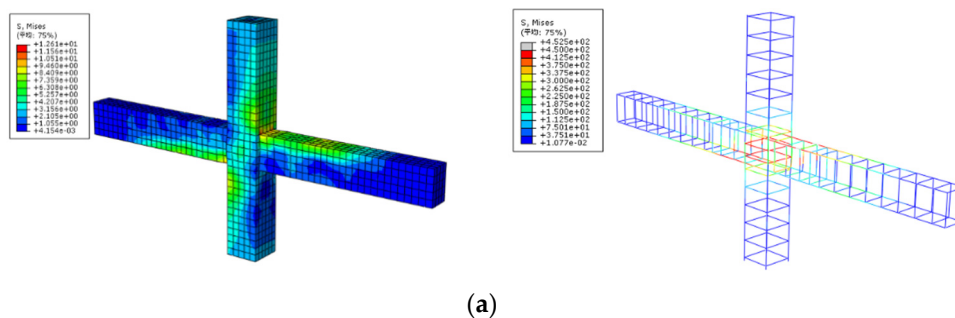 S, Mises
(平均: 75%)
+1.261e+01
+1.156e+01
+1.051e+01
+9.460e+00
+8.409e+00
+7.359e+00
+6.308e+00
+5.257e+00
+4.207e+00
+3.156e+00
+2.105e+00
+1.055e+00
+4.154e-03
S, Mises
(平均: 75%)
+4.525e+02
+4.500e+02
+4.125e+02
+3.750e+02
+3.375e+02
+3.000e+02
+2.625e+02
+2.250e+02
+1.875e+02
+1.500e+02
+1.125e+02
+7.501e+01
+3.751e+01
+1.077e-02
(a)